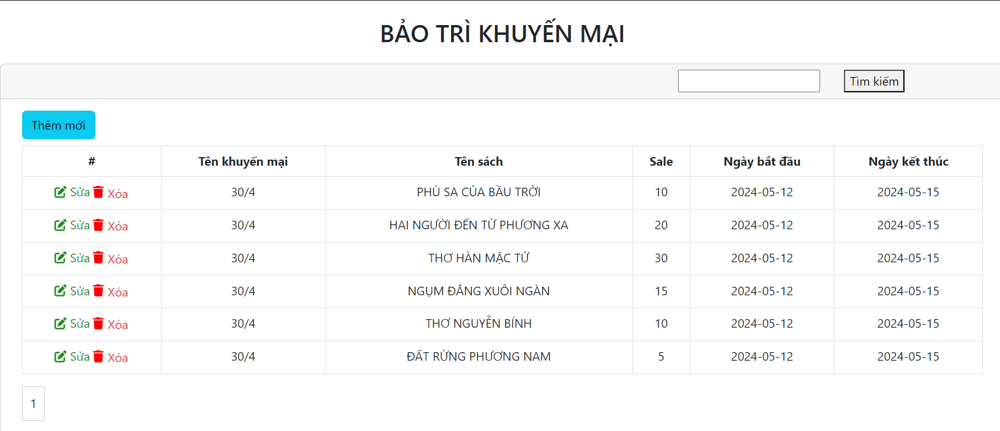 BẢO TRÌ KHUYẾN MẠI
Tìm kiếm
Thêm mới
# Tên khuyến mại Tên sách Sale Ngày bắt đầu Ngày kết thúc
Sửa Xóa 30/4 PHÙ SA CỦA BẦU TRỜI 10 2024-05-12 2024-05-15
Sửa Xóa 30/4 HAI NGƯỜI ĐẾN TỪ PHƯƠNG XA 20 2024-05-12 2024-05-15
Sửa Xóa 30/4 THƠ HÀN MẶC TỬ 30 2024-05-12 2024-05-15
Sửa Xóa 30/4 NGỤM ĐẮNG XUÔI NGÀN 15 2024-05-12 2024-05-15
Sửa Xóa 30/4 THƠ NGUYỄN BÍNH 10 2024-05-12 2024-05-15
Sửa Xóa 30/4 ĐẤT RỪNG PHƯƠNG NAM 5 2024-05-12 2024-05-15
1